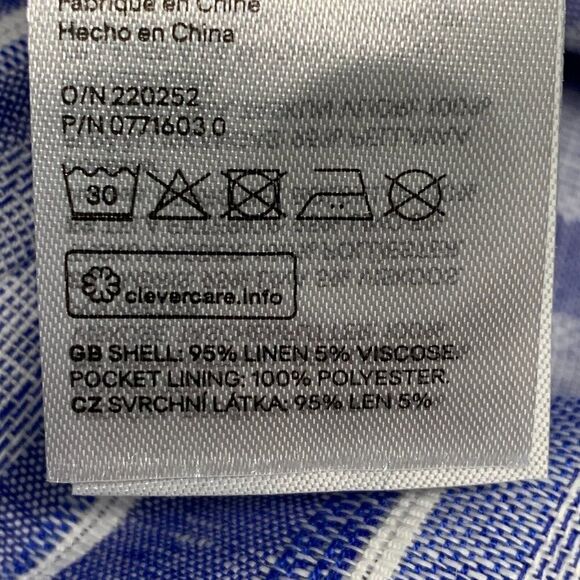 Fabriqué en Chine
Hecho en China
O/N 220252
P/N 0771603 0
30
clevercare.info
GB SHELL: 95% LINEN 5% VISCOSE.
POCKET LINING: 100% POLYESTER.
CZ SVRCHNÍ LÁTKA: 95% LEN 5%